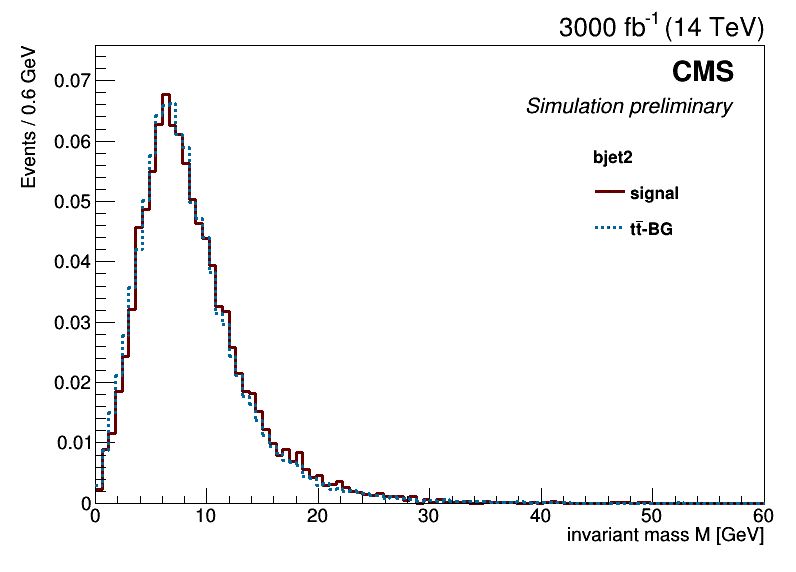 3000 fb⁻¹ (14 TeV)
CMS
Simulation preliminary
bjet2
signal
tt̄-BG
Events / 0.6 GeV
0.07
0.06
0.05
0.04
0.03
0.02
0.01
0
0 10 20 30 40 50 60
invariant mass M [GeV]